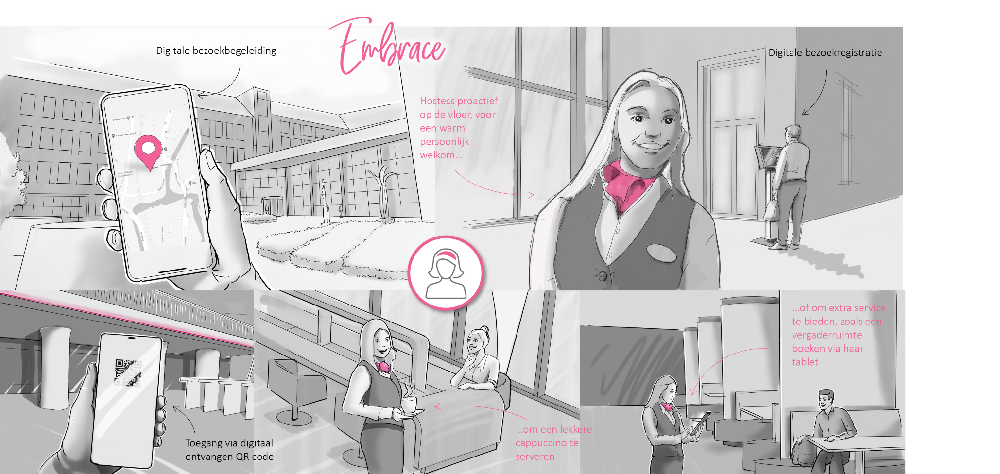 Embrace
Digitale bezoekbegeleiding
Digitale bezoekregistratie
Hostess proactief
op de vloer, voor
een warm
persoonlijk
welkom...
Toegang via digitaal
ontvangen QR code
...om een lekkere
cappuccino te
serveren
...of om extra service
te bieden, zoals een
vergaderruimte
boeken via haar
tablet